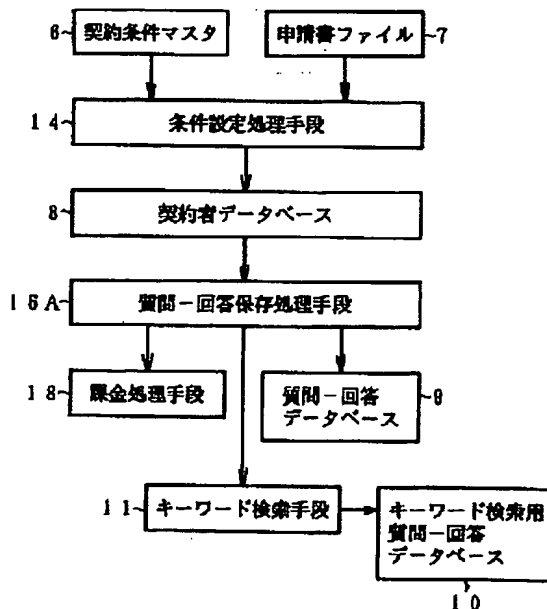 6 契約条件マスタ
申請書ファイル 7
14 条件設定処理手段
8 契約者データベース
15A 質問－回答保存処理手段
18 課金処理手段
質問－回答
データベース
9
11 キーワード検索手段
キーワード検索用
質問－回答
データベース
10